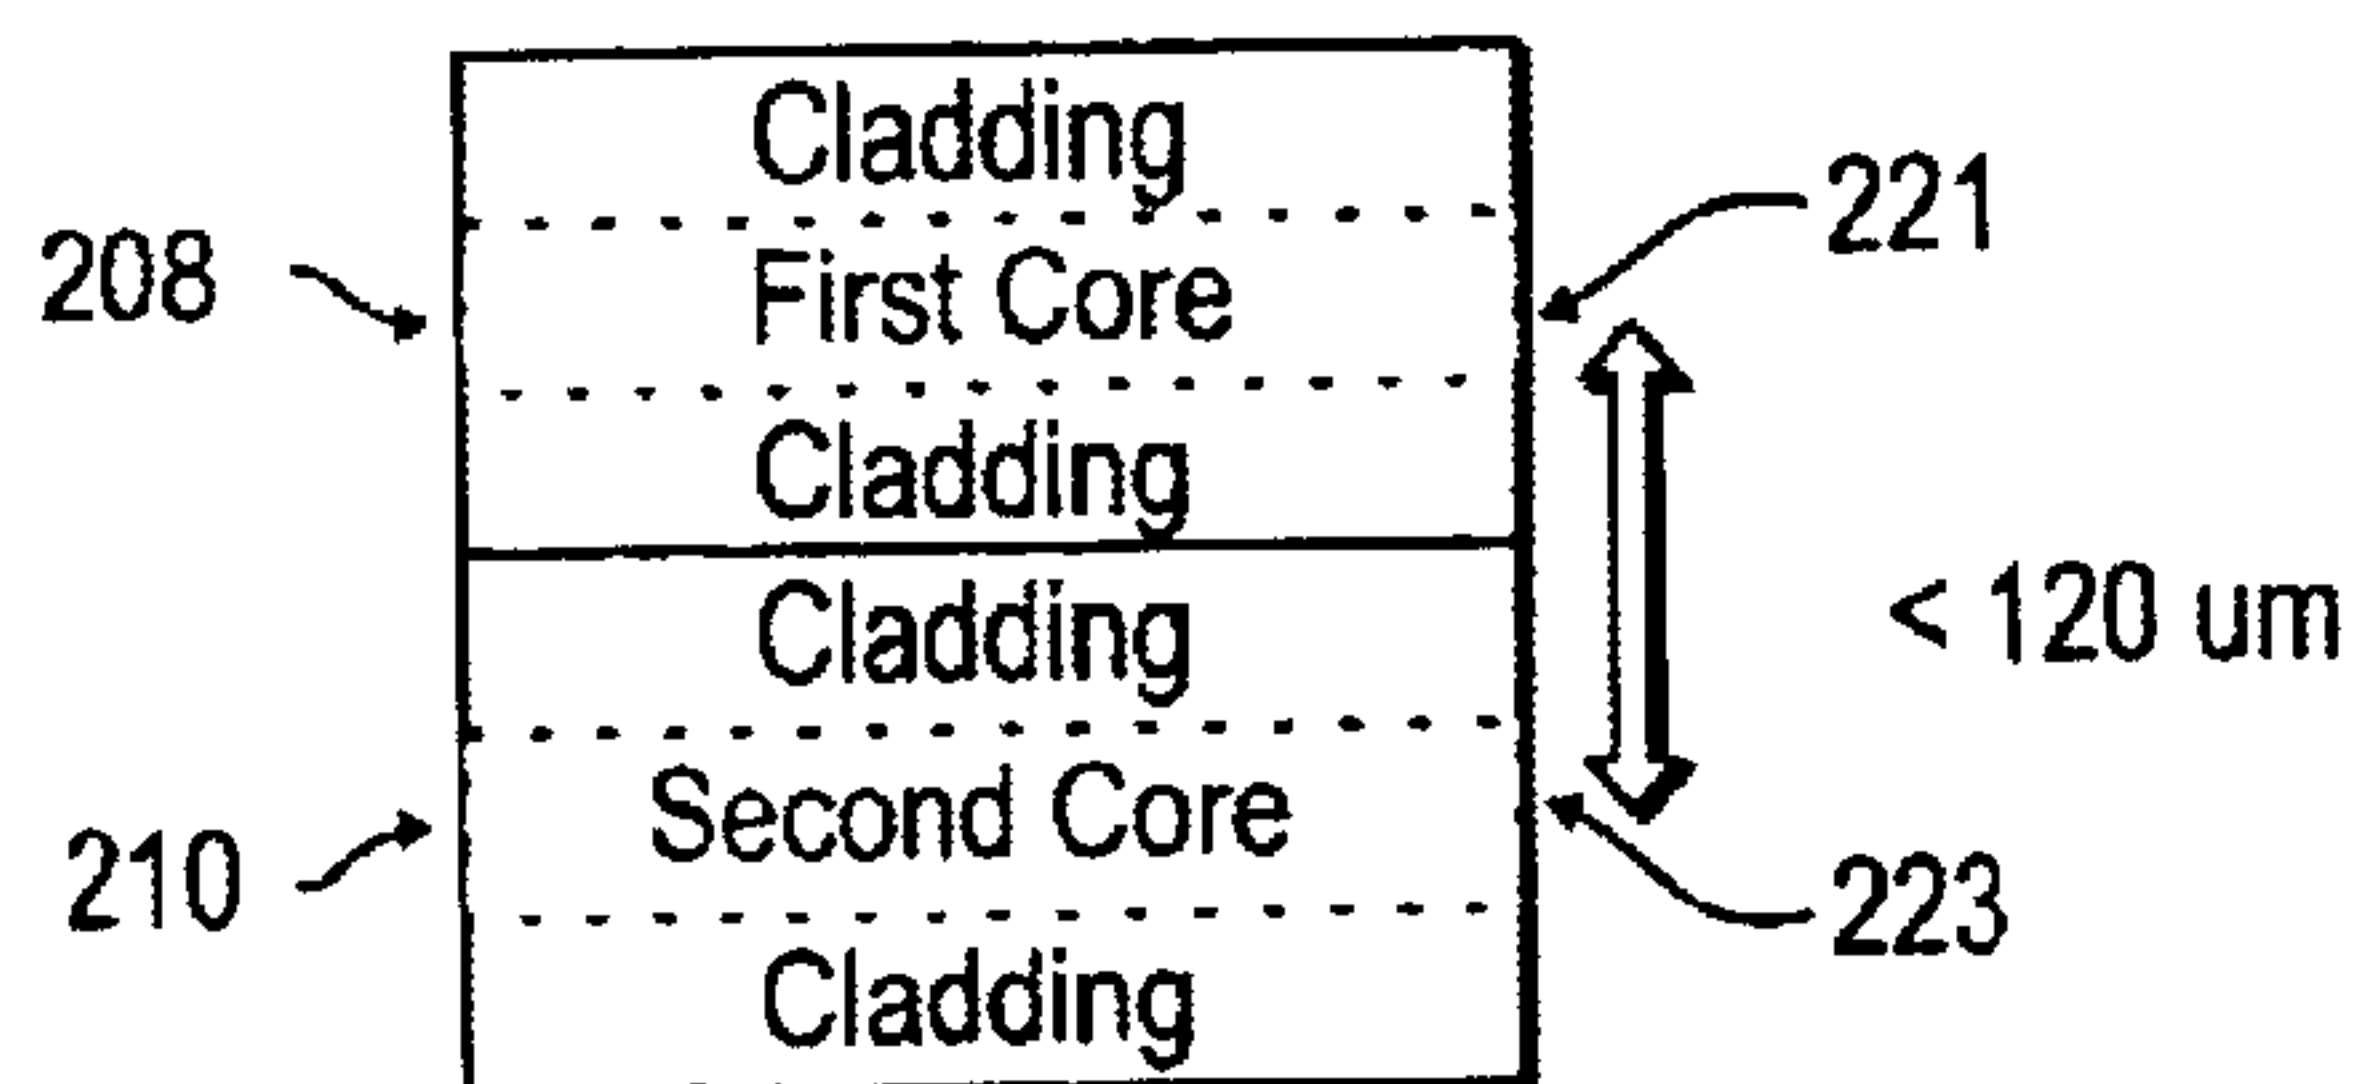 Cladding
221
208
First Core
Cladding
Cladding
< 120 um
Second Core
210
223
Cladding